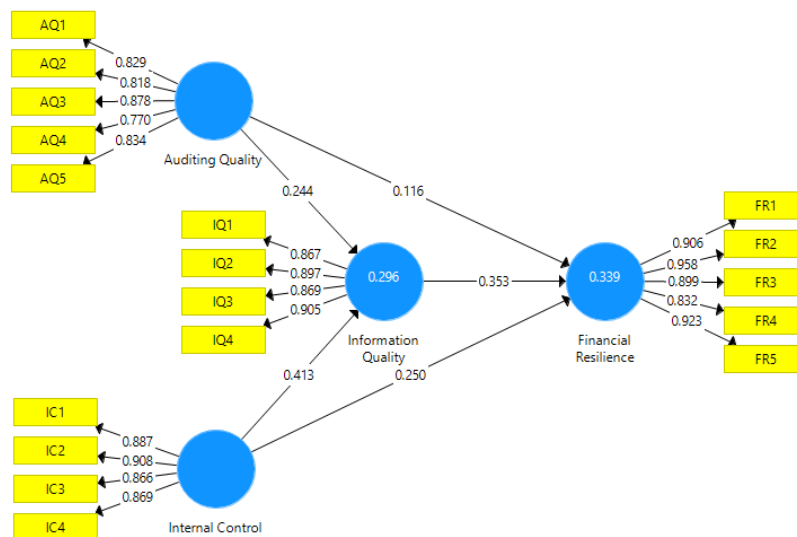 AQ1
AQ2
AQ3
AQ4
AQ5
0.829
0.818
0.878
0.770
0.834
Auditing Quality
0.244
0.116
IQ1
IQ2
IQ3
IQ4
0.867
0.897
0.869
0.905
0.296
Information
Quality
0.353
0.339
Financial
Resilience
0.906
0.958
0.899
0.832
0.923
FR1
FR2
FR3
FR4
FR5
0.413
0.250
IC1
IC2
IC3
IC4
0.887
0.908
0.866
0.869
Internal Control